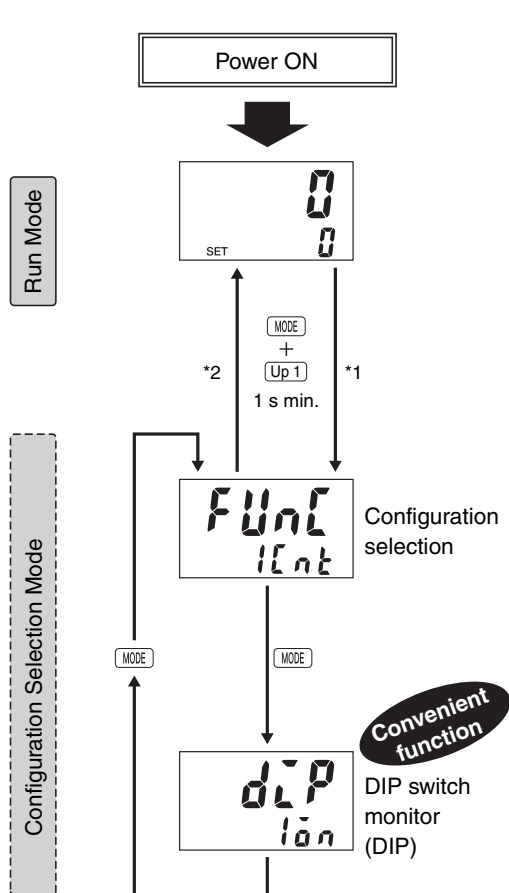 Power ON
Run Mode
0
SET 0
MODE
+
Up 1
1 s min.
*2
*1
Configuration Selection Mode
FUnC
1Cnt
Configuration
selection
MODE
MODE
Convenient
function
diP
1on
DIP switch
monitor
(DIP)